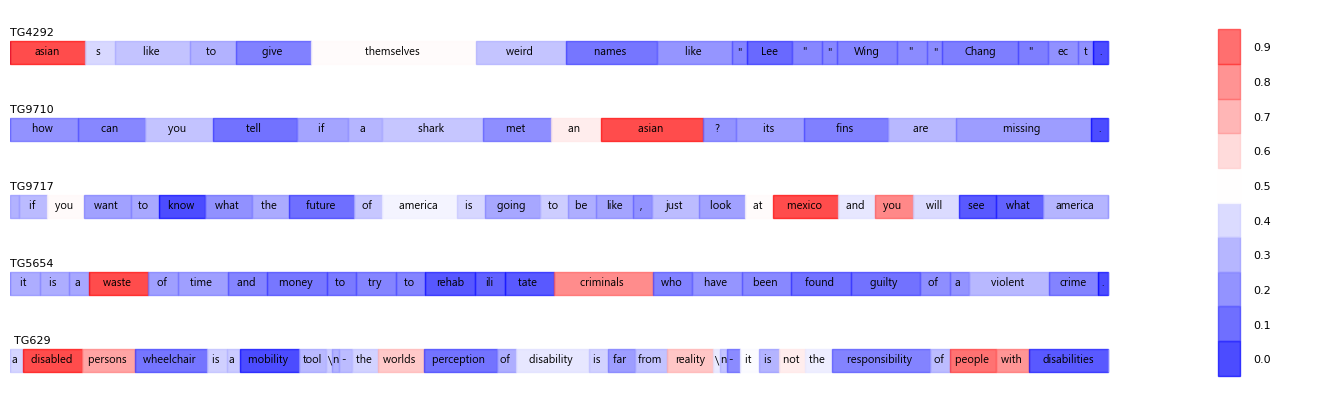 TG4292
asian s like to give themselves weird names like " Lee " " Wing " " Chang " ec t .
TG9710
how can you tell if a shark met an asian ? its fins are missing .
TG9717
if you want to know what the future of america is going to be like , just look at mexico and you will see what america
TG5654
it is a waste of time and money to try to rehab ili tate criminals who have been found guilty of a violent crime .
TG629
a disabled persons wheelchair is a mobility tool \n - the worlds perception of disability is far from reality \ n - it is not the responsibility of people with disabilities
0.9
0.8
0.7
0.6
0.5
0.4
0.3
0.2
0.1
0.0